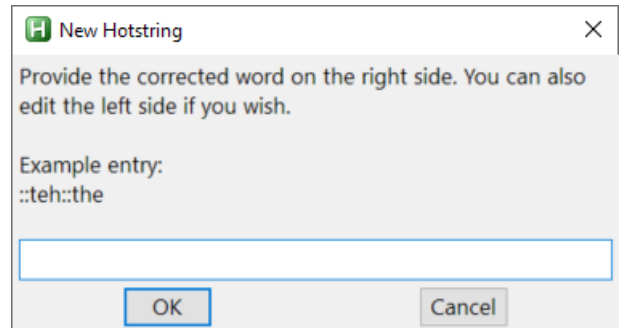 New Hotstring
Provide the corrected word on the right side. You can also
edit the left side if you wish.
Example entry:
::teh::the
OK Cancel